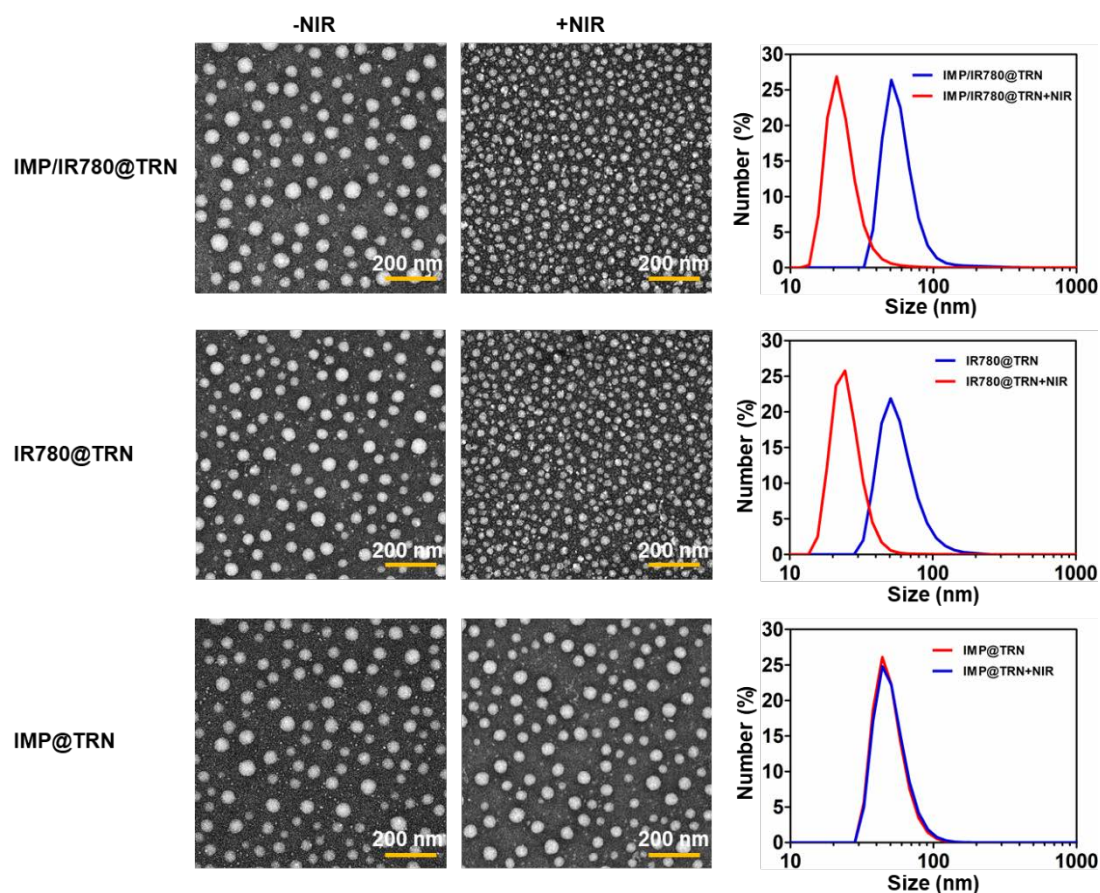 -NIR +NIR
IMP/IR780@TRN
200 nm
200 nm
30
25
20
15
10
5
0
Number (%)
IMP/IR780@TRN
IMP/IR780@TRN+NIR
10 100 1000
Size (nm)
IR780@TRN
200 nm
200 nm
30
25
20
15
10
5
0
Number (%)
IR780@TRN
IR780@TRN+NIR
10 100 1000
Size (nm)
IMP@TRN
200 nm
200 nm
30
25
20
15
10
5
0
Number (%)
IMP@TRN
IMP@TRN+NIR
10 100 1000
Size (nm)